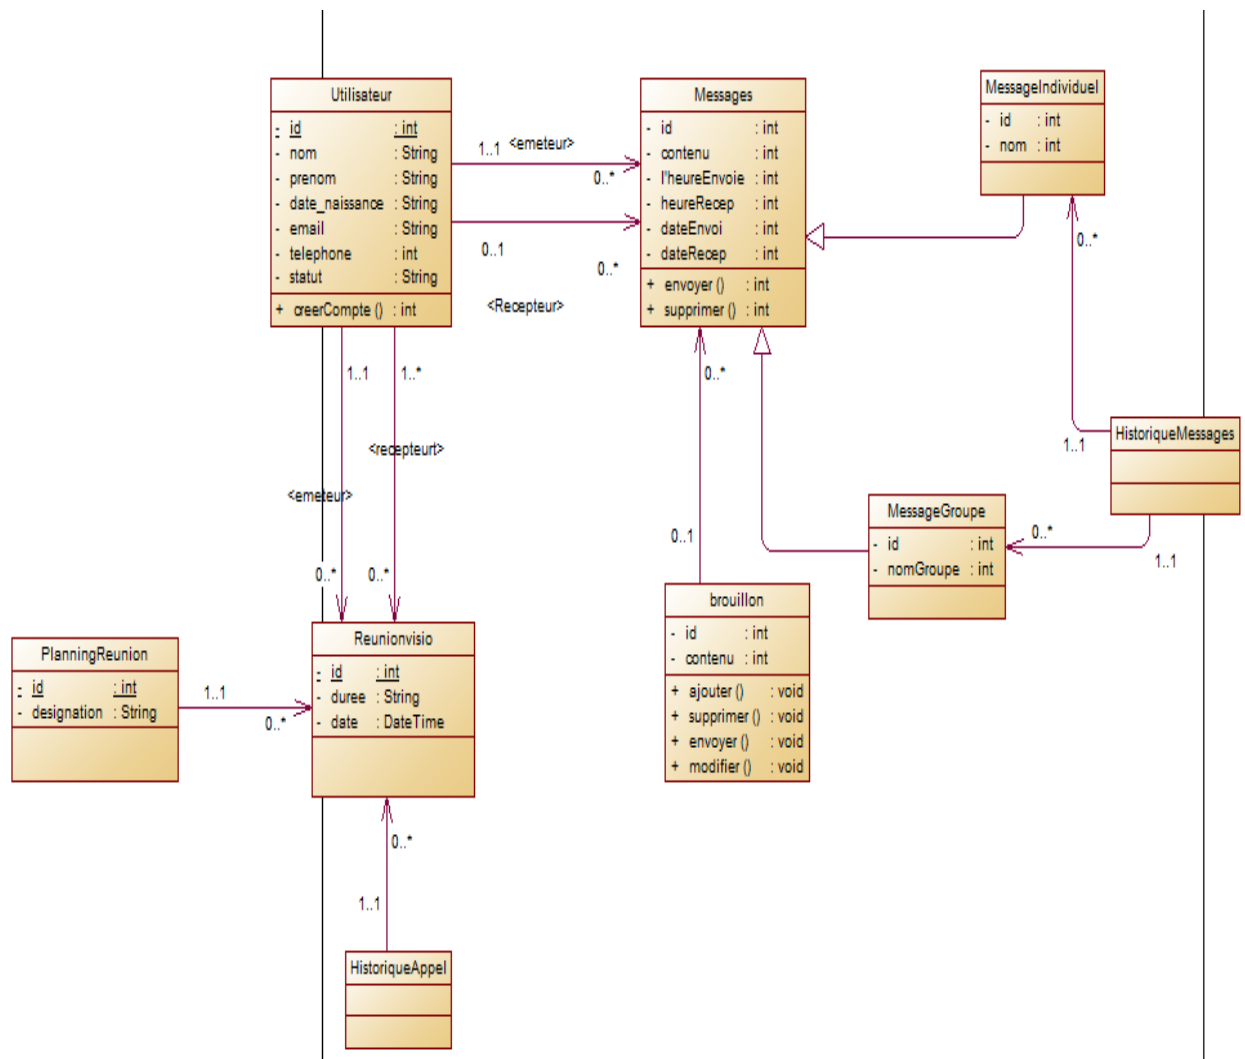 Utilisateur
- id : int
- nom : String
- prenom : String
- date_naissance : String
- email : String
- telephone : int
- statut : String
+ creerCompte () : int
1..1
<emeteur>
0..*
0..1
0..*
<Recepteur>
Messages
- id : int
- contenu : int
- l'heureEnvoie : int
- heureRecep : int
- dateEnvoi : int
- dateRecep : int
+ envoyer () : int
+ supprimer () : int
MessageIndividuel
- id : int
- nom : int
0..*
1..1
HistoriqueMessages
0..*
1..1
MessageGroupe
- id : int
- nomGroupe : int
0..*
0..1
brouillon
- id : int
- contenu : int
+ ajouter () : void
+ supprimer () : void
+ envoyer () : void
+ modifier () : void
1..1
1..*
<recepteurt>
<emeteur>
0..*
0..*
Reunionvisio
- id : int
- duree : String
- date : DateTime
PlanningReunion
- id : int
- designation : String
1..1
0..*
0..*
1..1
HistoriqueAppel